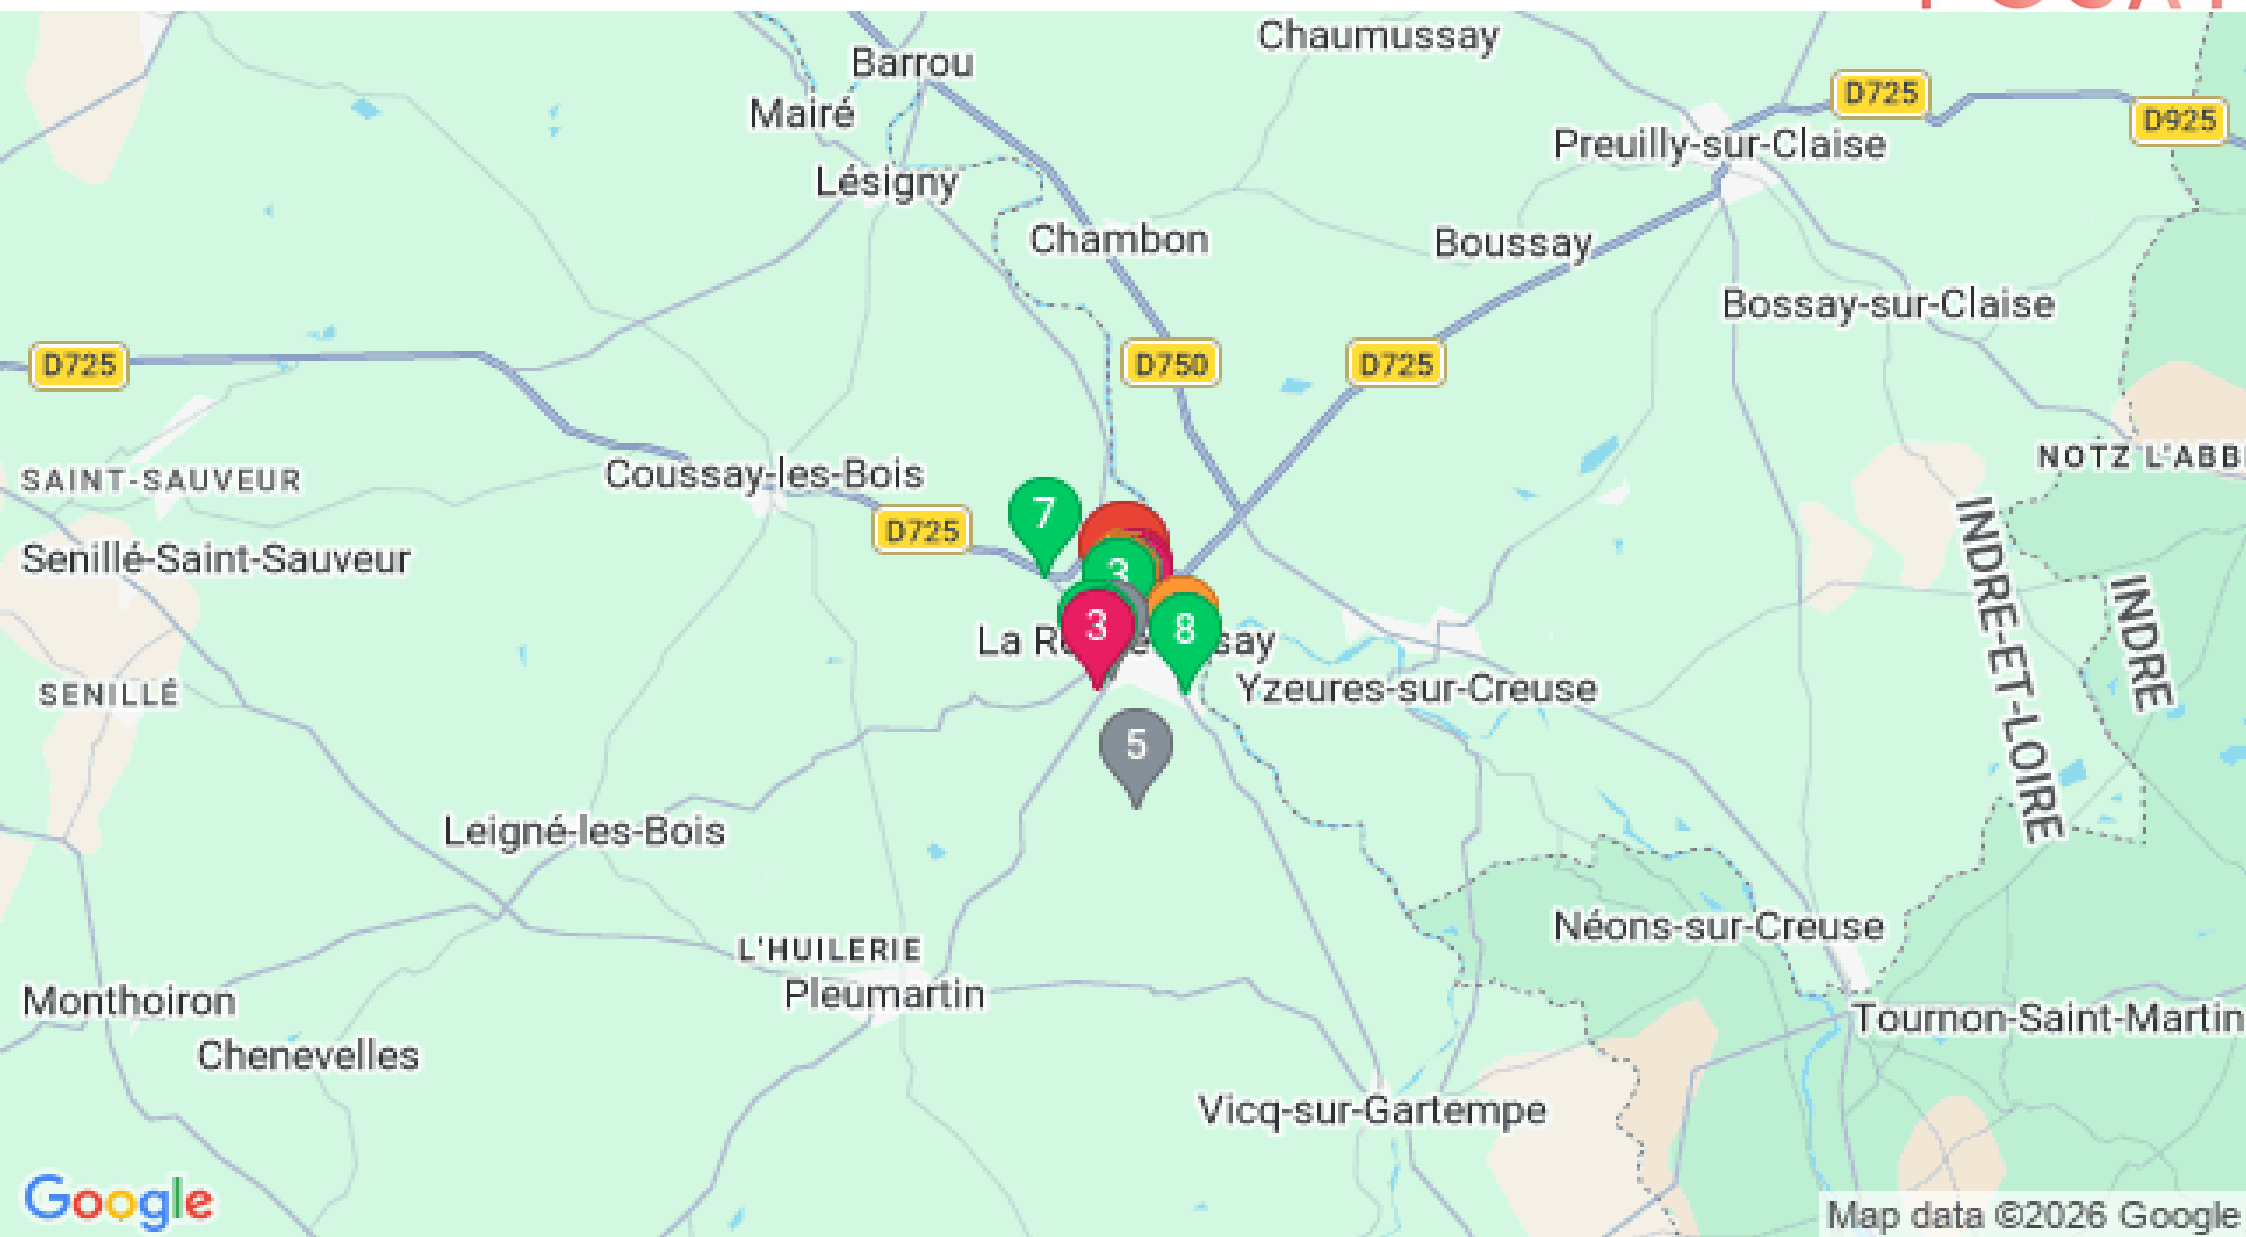 Chaumussay
Barrou
D725
Mairé
D925
Preuilly-sur-Claise
Lésigny
Chambon
Boussay
Bossay-sur-Claise
D725
D750
D725
NOTZ L'ABB
SAINT-SAUVEUR
Coussay-les-Bois
7
D725
Senillé-Saint-Sauveur
3
INDRE-ET-LOIRE
INDRE
3
8
La Ro
say
SENILLÉ
Yzeures-sur-Creuse
5
Leigné-les-Bois
Néons-sur-Creuse
L'HUILERIE
Pleumartin
Monthoiron
Tournon-Saint-Martin
Chenevelles
Vicq-sur-Gartempe
Google
Map data ©2026 Google